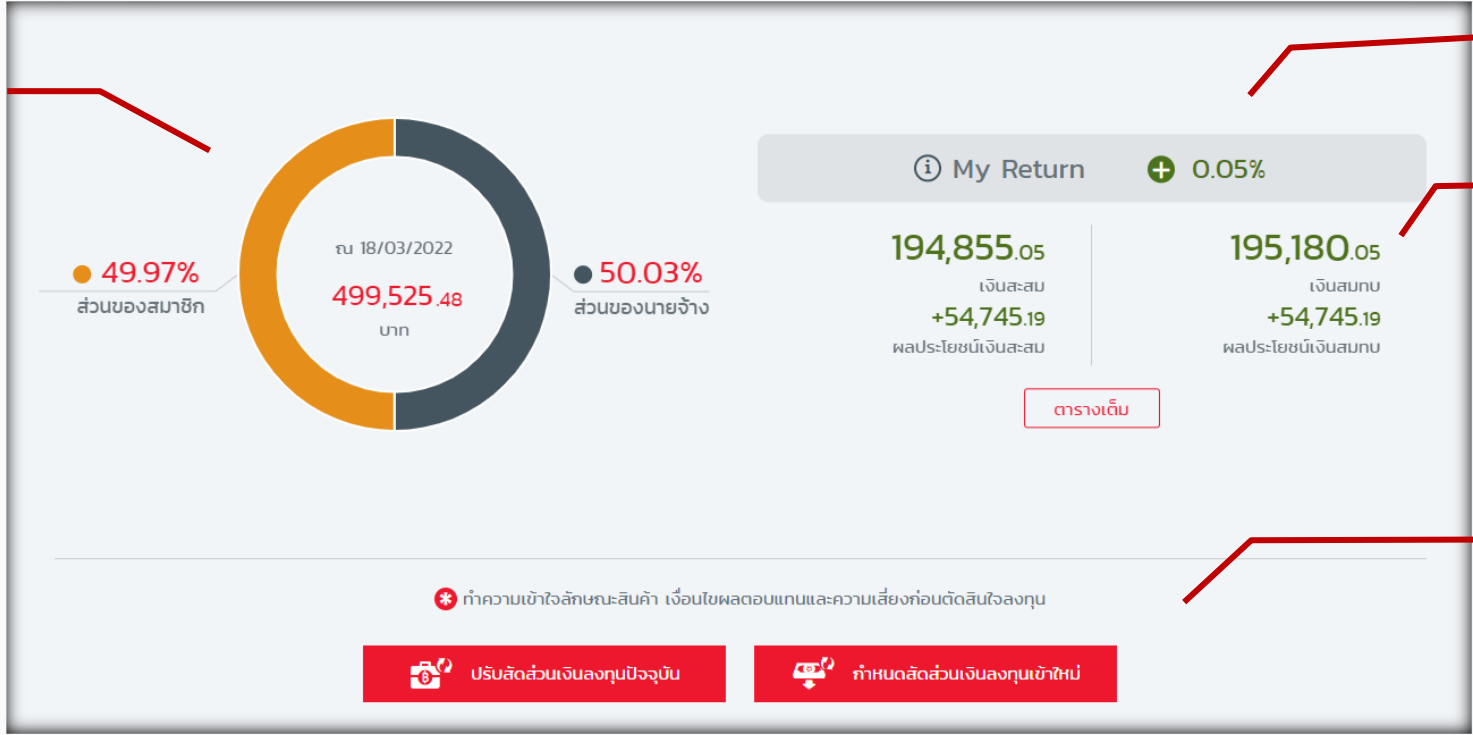 49.97%
ส่วนของสมาชิก
ณ 18/03/2022
499,525.48
บาท
50.03%
ส่วนของนายจ้าง
My Return 0.05%
194,855.05
เงินสะสม
+54,745.19
ผลประโยชน์เงินสะสม
195,180.05
เงินสมทบ
+54,745.19
ผลประโยชน์เงินสมทบ
ตารางเต็ม
ทำความเข้าใจลักษณะสินค้า เงื่อนไขผลตอบแทนและความเสี่ยงก่อนตัดสินใจลงทุน
ปรับสัดส่วนเงินลงทุนปัจจุบัน
กำหนดสัดส่วนเงินลงทุนเข้าใหม่